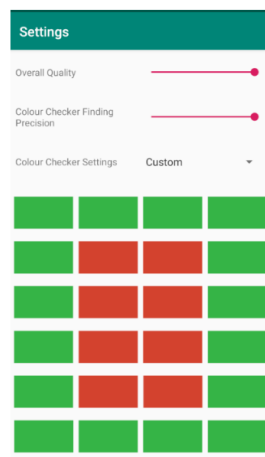 Settings
Overall Quality
Colour Checker Finding
Precision
Colour Checker Settings Custom